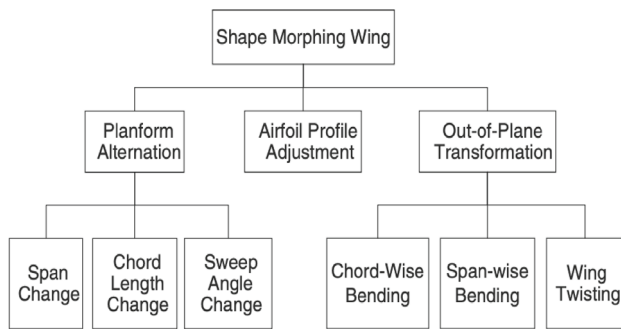 Shape Morphing Wing
Planform
Alternation
Airfoil Profile
Adjustment
Out-of-Plane
Transformation
Span
Change
Chord
Length
Change
Sweep
Angle
Change
Chord-Wise
Bending
Span-wise
Bending
Wing
Twisting